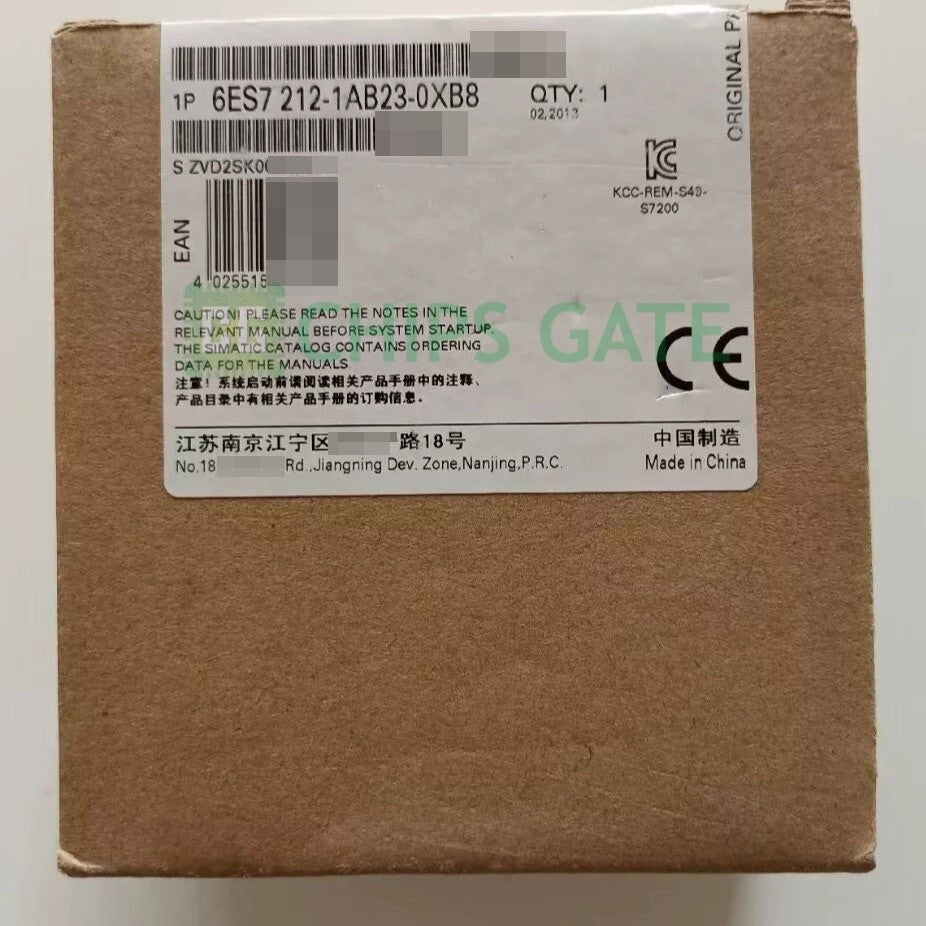 1P 6ES7 212-1AB23-0XB8
QTY: 1
02,2013
S ZVD2SK0
KCC-REM-S49-
S7200
EAN
4 025515
CAUTION! PLEASE READ THE NOTES IN THE
RELEVANT MANUAL BEFORE SYSTEM STARTUP.
THE SIMATIC CATALOG CONTAINS ORDERING
DATA FOR THE MANUALS
注意！系统启动前请阅读相关产品手册中的注释、
产品目录中有相关产品手册的订购信息。
CHIPS GATE
CE
江苏南京江宁区 路18号
中国制造
No.18 Rd.,Jiangning Dev. Zone,Nanjing,P.R.C.
Made in China
ORIGINAL